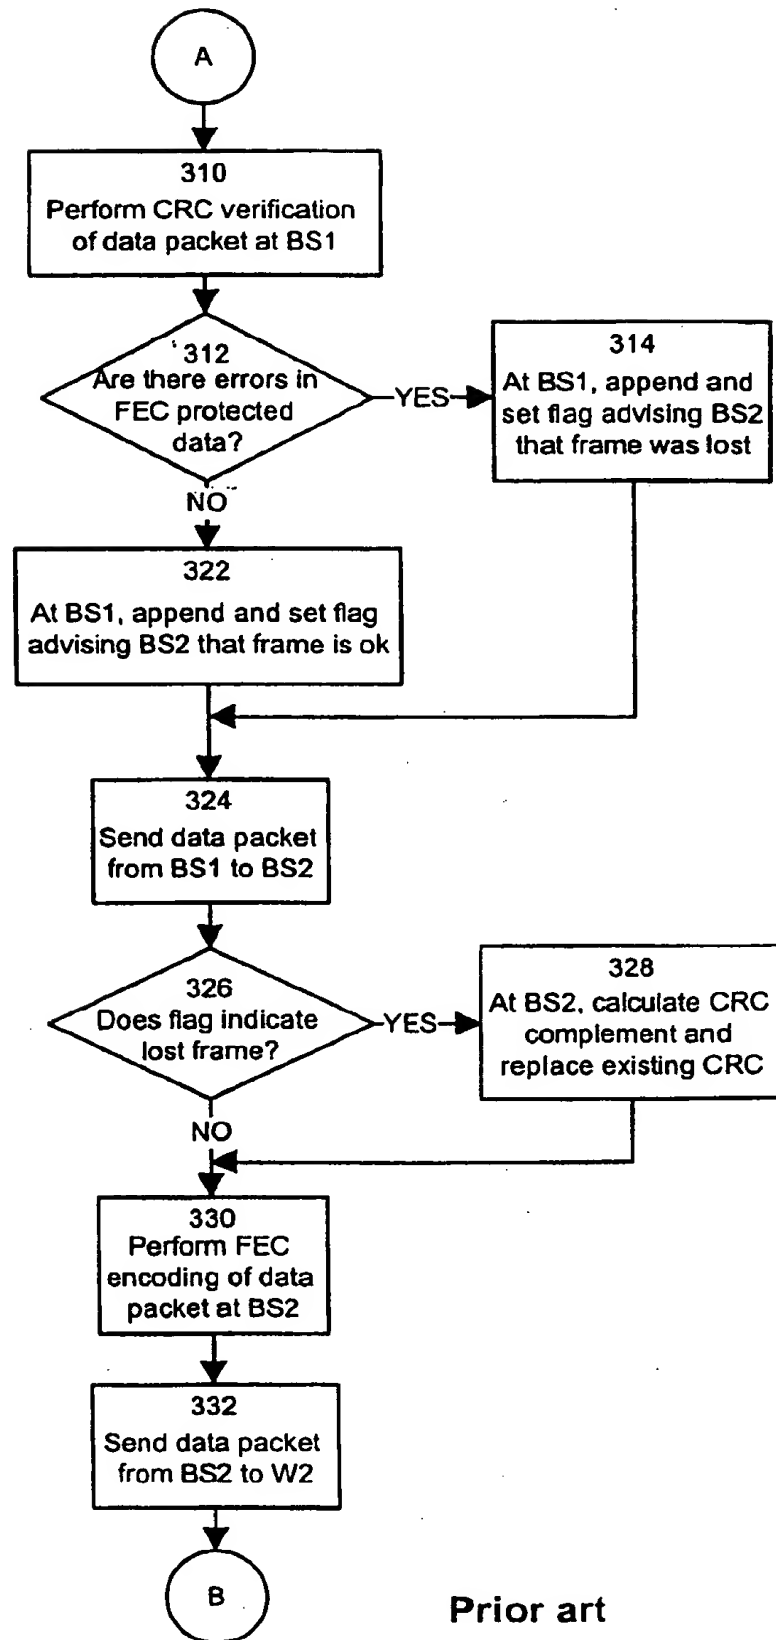 A
310
Perform CRC verification
of data packet at BS1
312
Are there errors in
FEC protected
data?
YES
314
At BS1, append and
set flag advising BS2
that frame was lost
NO
322
At BS1, append and set flag
advising BS2 that frame is ok
324
Send data packet
from BS1 to BS2
326
Does flag indicate
lost frame?
YES
328
At BS2, calculate CRC
complement and
replace existing CRC
NO
330
Perform FEC
encoding of data
packet at BS2
332
Send data packet
from BS2 to W2
B
Prior art